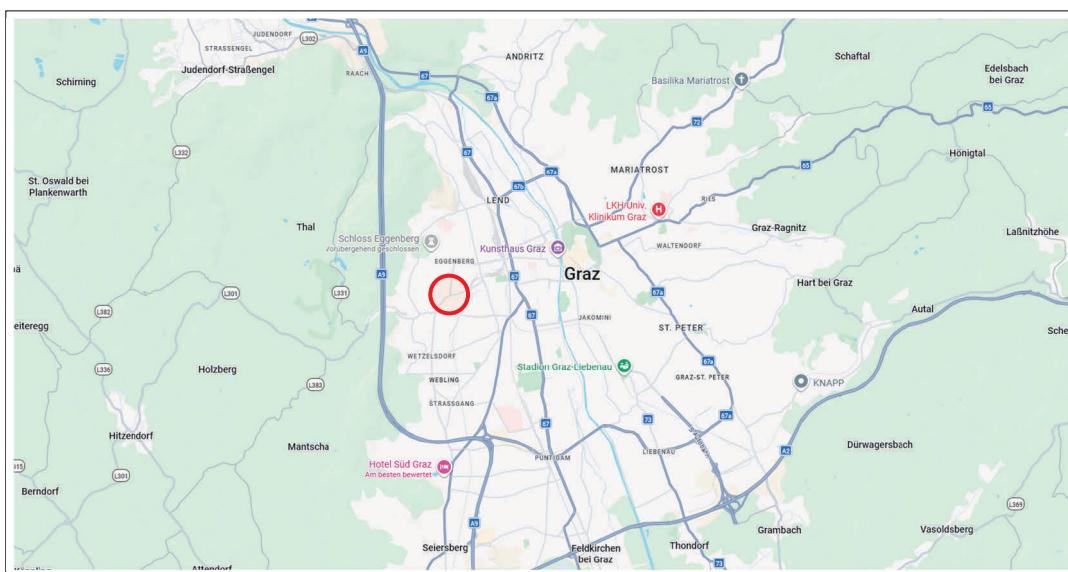 JUDENDORF
L302
STRASSENGEL
Judendorf-Straßengel
Schirning
RAACH
A9
67
ANDRITZ
Schaftal
Edelsbach
bei Graz
Basilika Mariatrost
67a
72
65
L332
67
67a
65
Hönigtal
St. Oswald bei
Plankenwarth
MARIATROST
67b
LEND
RIES
LKH-Univ.
Klinikum Graz
H
Thal
Schloss Eggenberg
Vorübergehend geschlossen
Kunsthaus Graz
WALTENDORF
Graz-Ragnitz
Laßnitzhöhe
EGGENBERG
A9
67
Graz
Hart bei Graz
L301
L331
67a
Autal
L382
67
JAKOMINI
ST. PETER
WETZELSDORF
67a
L336
Holzberg
Stadion Graz-Liebenau
WEBLING
GRAZ-ST. PETER
KNAPP
L383
STRASSGANG
Hitzendorf
67
73
67a
Mantscha
A2
Dürwagersbach
LIEBENAU
PUNTIGAM
Hotel Süd Graz
Am besten bewertet
L301
Berndorf
L369
A9
Grambach
Vasoldsberg
Seiersberg
Feldkirchen
bei Graz
Thondorf
73
Attendorf